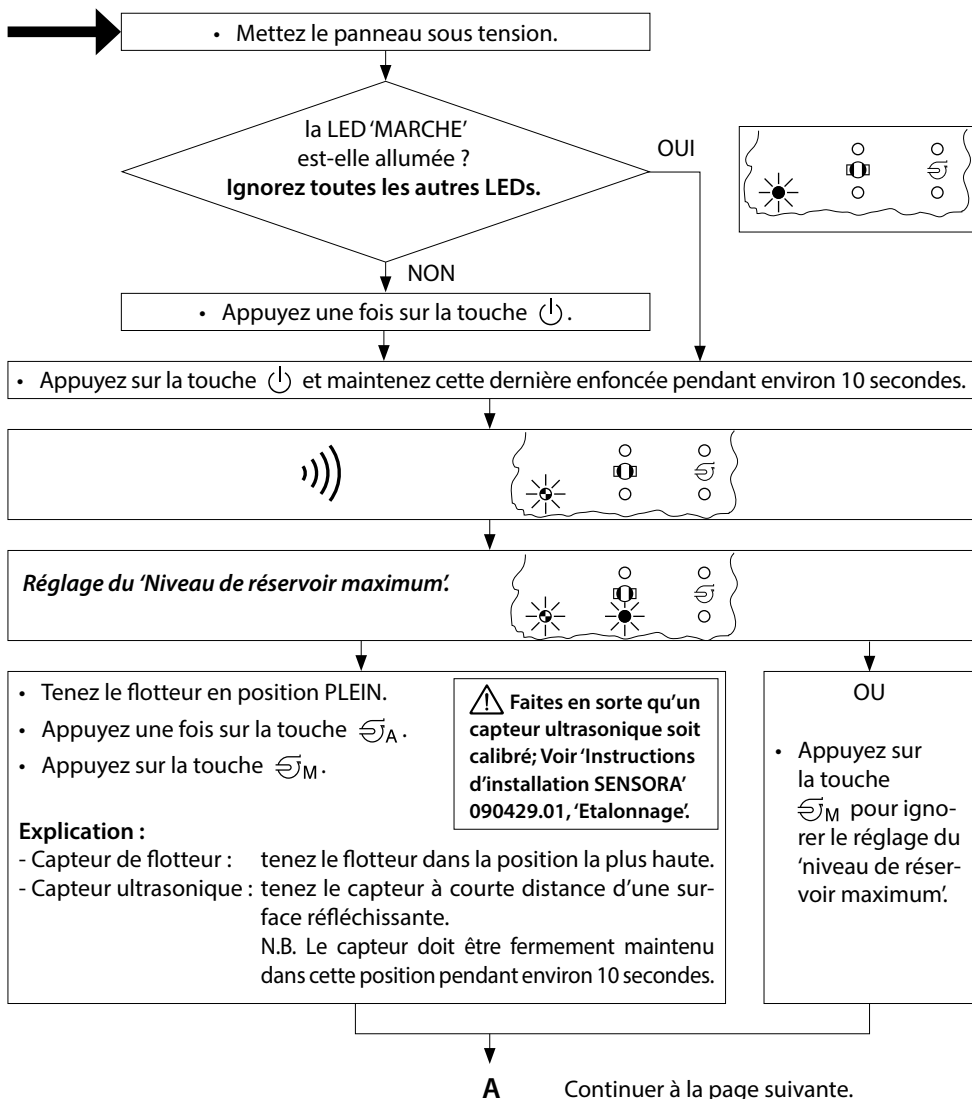 • Mettez le panneau sous tension.
la LED 'MARCHE'
est-elle allumée ?
Ignorez toutes les autres LEDs.
OUI
NON
• Appuyez une fois sur la touche .
• Appuyez sur la touche et maintenez cette dernière enfoncée pendant environ 10 secondes.
Réglage du 'Niveau de réservoir maximum'.
• Tenez le flotteur en position PLEIN.
• Appuyez une fois sur la touche A .
• Appuyez sur la touche M .
Faites en sorte qu'un
capteur ultrasonique soit
calibré; Voir 'Instructions
d'installation SENSORA'
090429.01, 'Etalonnage'.
Explication :
- Capteur de flotteur : tenez le flotteur dans la position la plus haute.
- Capteur ultrasonique : tenez le capteur à courte distance d'une sur-
face réfléchissante.
N.B. Le capteur doit être fermement maintenu
dans cette position pendant environ 10 secondes.
OU
• Appuyez sur
la touche
M pour igno-
rer le réglage du
'niveau de réser-
voir maximum'.
A Continuer à la page suivante.